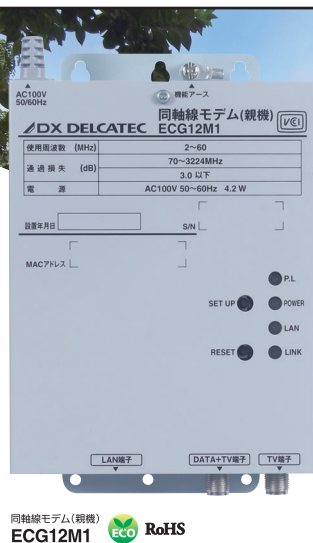 AC100V
50/60Hz
機能アース
DX DELCATEC
同軸線モデム(親機)
ECG12M1
VCI
使用周波数 (MHz) 2~60
通過損失 (dB) 70~3224MHz
3.0 以下
電 源 AC100V 50~60Hz 4.2 W
設置年月日
S/N
MACアドレス
P.L
SET UP
POWER
LAN
RESET
LINK
LAN端子
DATA+TV端子
TV端子
同軸線モデム(親機)
ECG12M1
ECO
RoHS